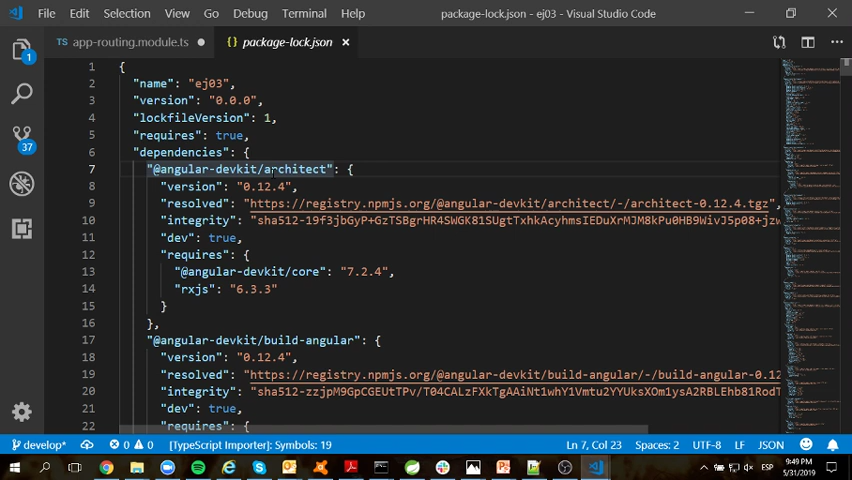 File Edit Selection View Go Debug Terminal Help package-lock.json - ej03 - Visual Studio Code
app-routing.module.ts {} package-lock.json
1 {
2 "name": "ej03",
3 "version": "0.0.0",
4 "lockfileVersion": 1,
5 "requires": true,
6 "dependencies": {
7 "@angular-devkit/architect": {
8 "version": "0.12.4",
9 "resolved": "https://registry.npmjs.org/@angular-devkit/architect/-/architect-0.12.4.tgz",
10 "integrity": "sha512-19f3jbGyP+GzTSBgrHR4SWGK81SUgtTxhkAcyhmsIEDuXrMJM8kPu0HB9WivJ5p08+jzw
11 "dev": true,
12 "requires": {
13 "@angular-devkit/core": "7.2.4",
14 "rxjs": "6.3.3"
15 }
16 },
17 "@angular-devkit/build-angular": {
18 "version": "0.12.4",
19 "resolved": "https://registry.npmjs.org/@angular-devkit/build-angular/-/build-angular-0.12
20 "integrity": "sha512-zzjpM9GpCGEUtTPv/T04CALzFXkTgAAiNt1whY1Vmtu2YYUksXOm1ysA2RBLEhb81RodT
21 "dev": true,
22 "requires": {
1
37
develop* 0 0 [TypeScript Importer]: Symbols: 19 Ln 7, Col 23 Spaces: 2 UTF-8 LF JSON
ESP 9:49 PM
5/31/2019